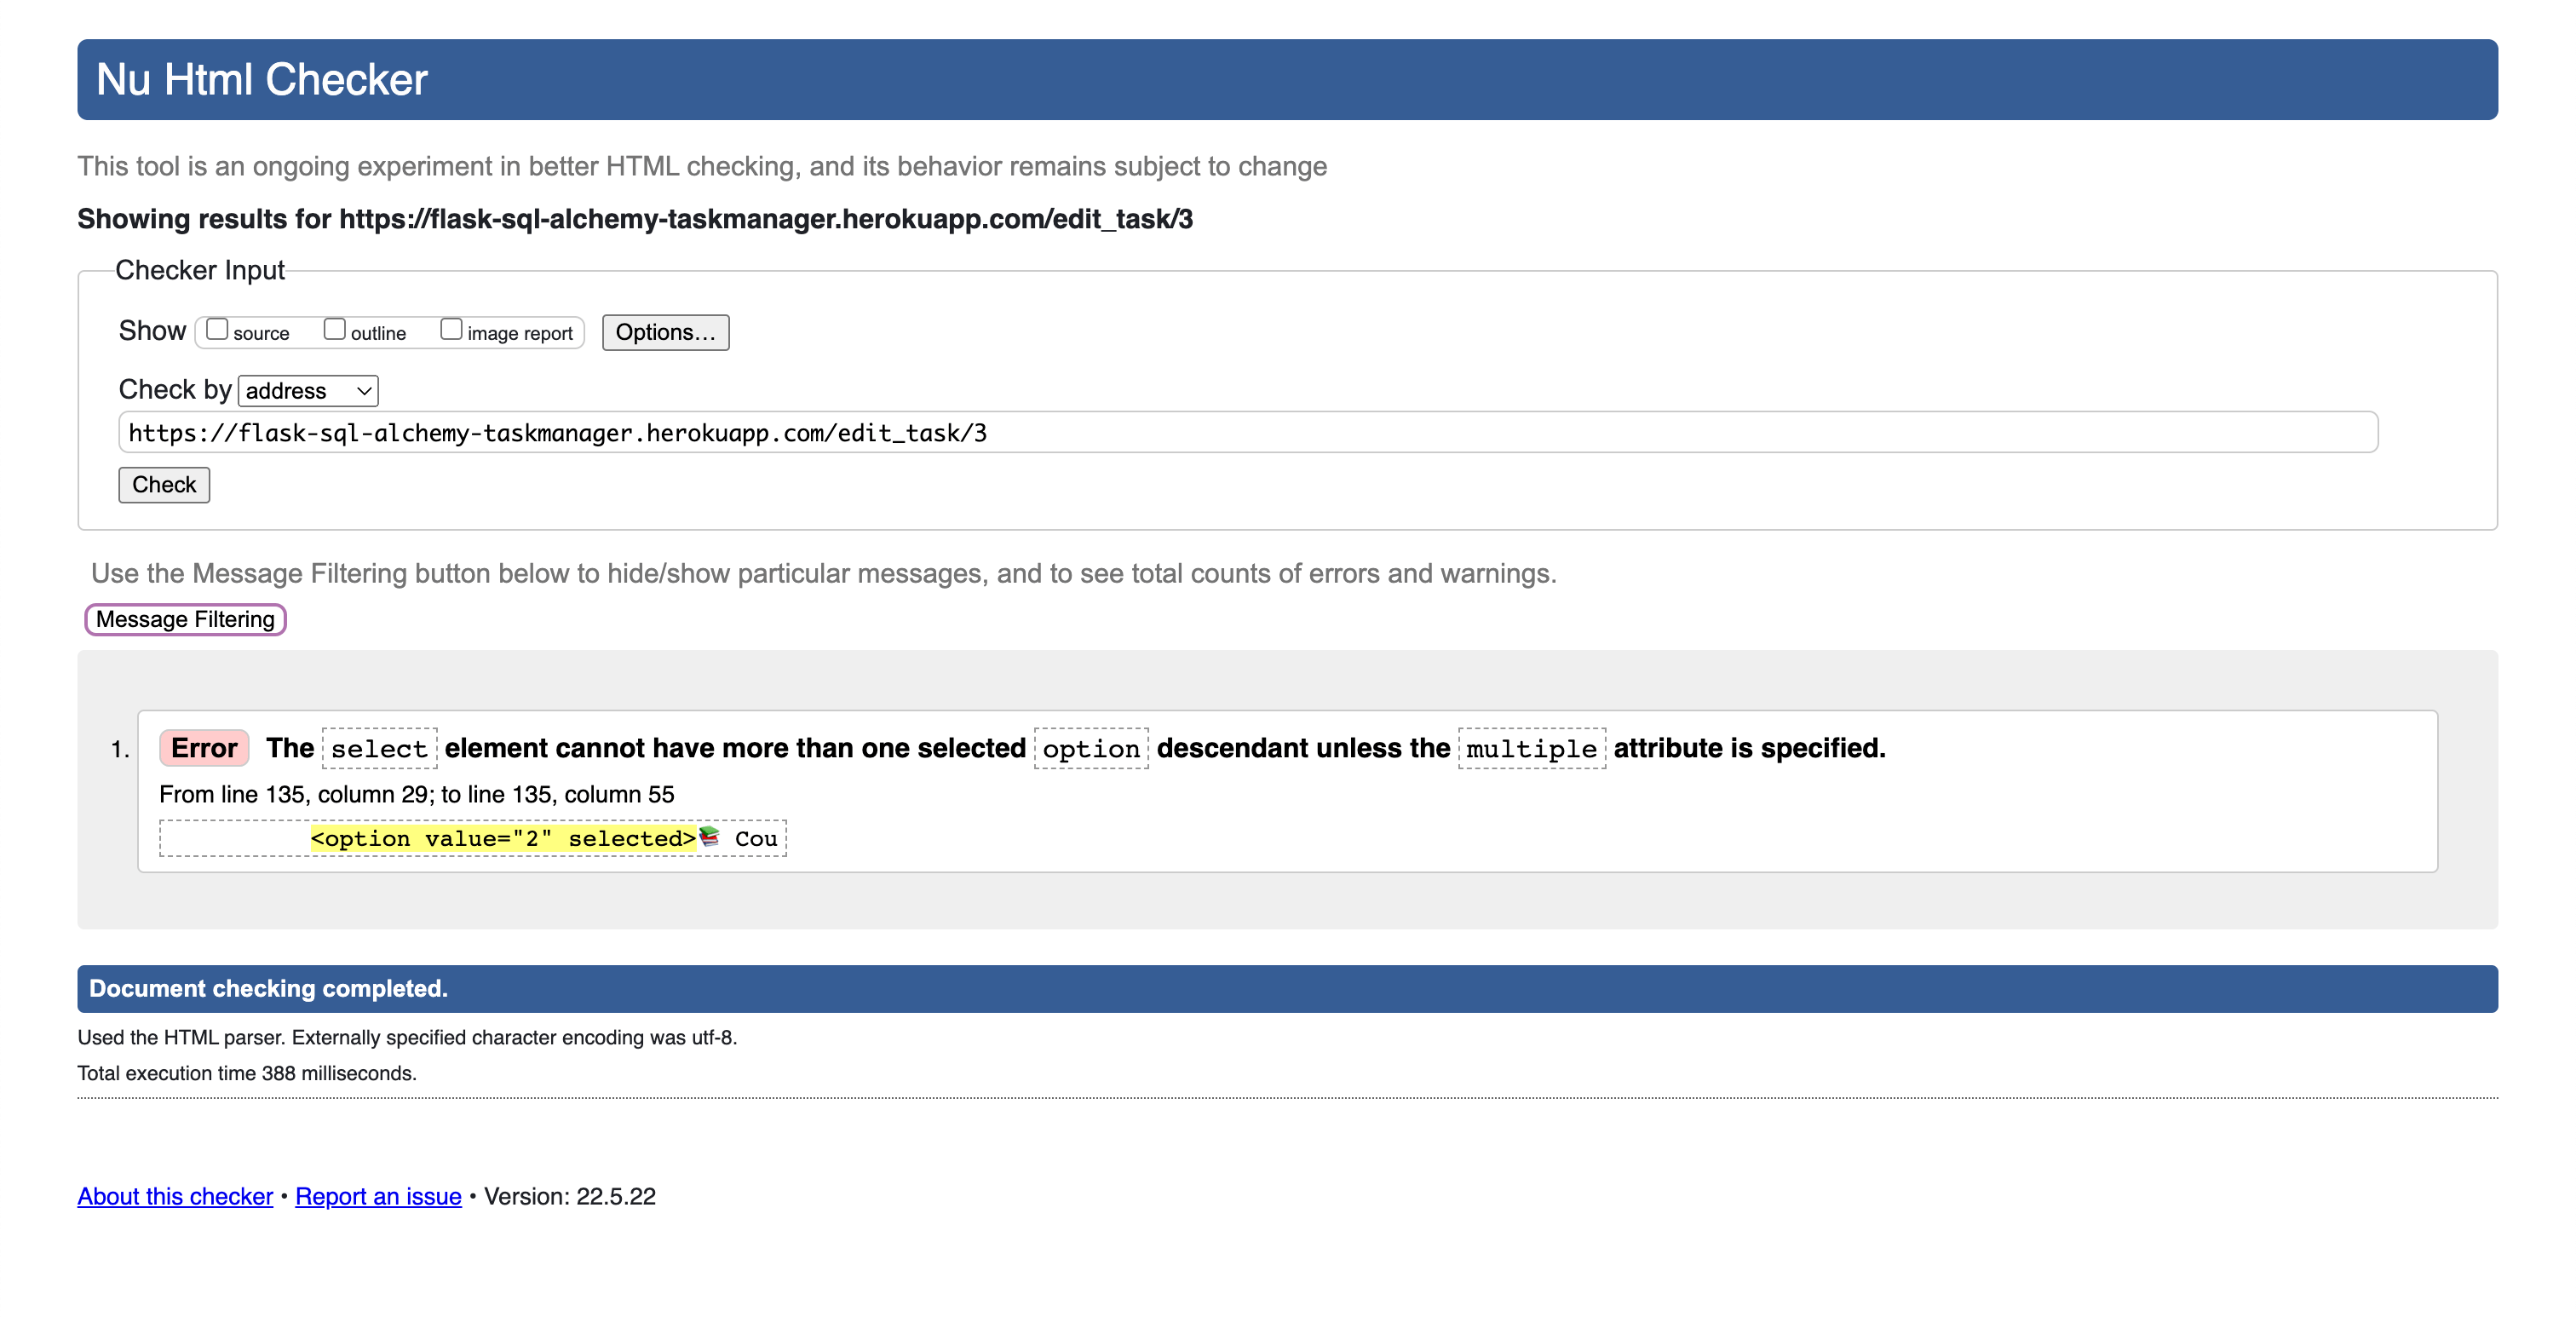 Nu Html Checker
This tool is an ongoing experiment in better HTML checking, and its behavior remains subject to change
Showing results for https://flask-sql-alchemy-taskmanager.herokuapp.com/edit_task/3
Checker Input
Show source outline image report Options...
Check by address
https://flask-sql-alchemy-taskmanager.herokuapp.com/edit_task/3
Check
Use the Message Filtering button below to hide/show particular messages, and to see total counts of errors and warnings.
Message Filtering
1. Error The select element cannot have more than one selected option descendant unless the multiple attribute is specified.
From line 135, column 29; to line 135, column 55
<option value="2" selected>📚 Cou
Document checking completed.
Used the HTML parser. Externally specified character encoding was utf-8.
Total execution time 388 milliseconds.
About this checker • Report an issue • Version: 22.5.22